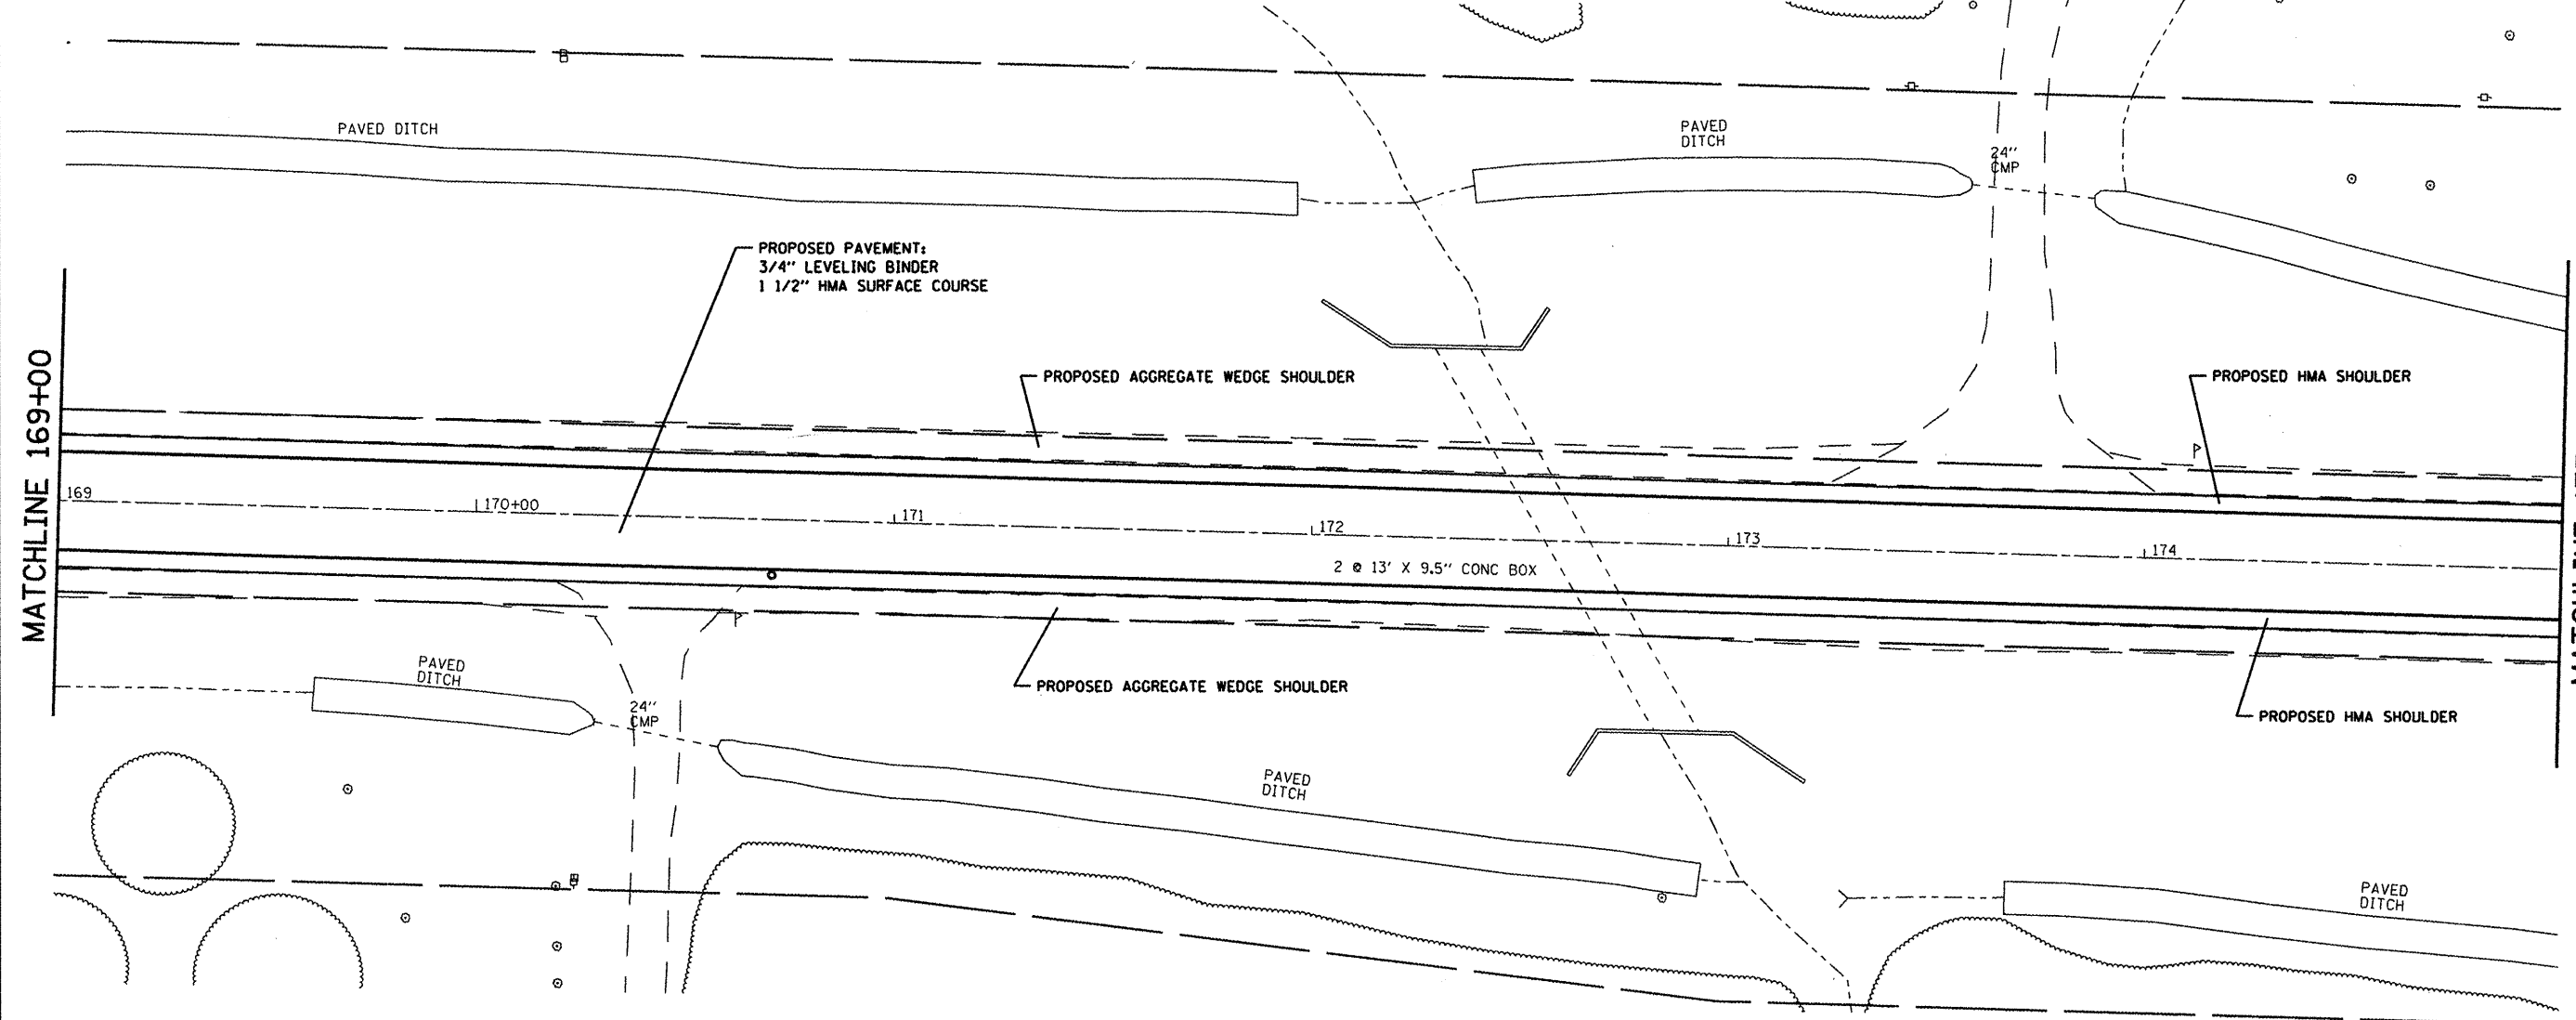 PAVED DITCH
PAVED
DITCH
24"
CMP
PROPOSED PAVEMENT:
3/4" LEVELING BINDER
1 1/2" HMA SURFACE COURSE
PROPOSED AGGREGATE WEDGE SHOULDER
PROPOSED HMA SHOULDER
MATCHLINE 169+00
169
170+00
171
172
173
174
2 @ 13' X 9.5" CONC BOX
PROPOSED AGGREGATE WEDGE SHOULDER
PROPOSED HMA SHOULDER
PAVED
DITCH
24"
CMP
PAVED
DITCH
PAVED
DITCH